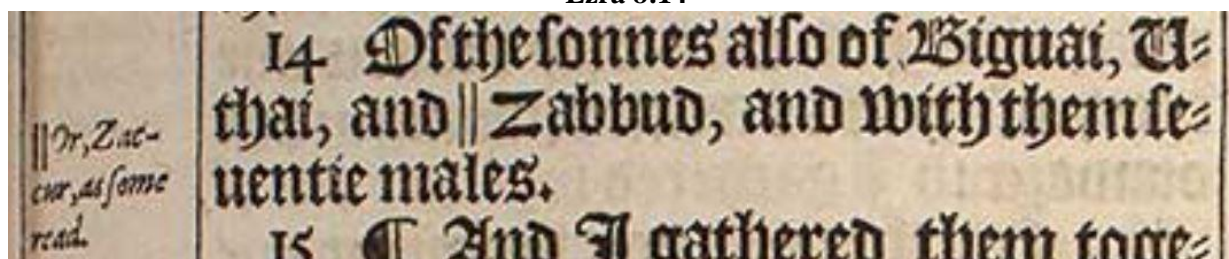 Ezra 8:14
14 Of the ſonnes alſo of Biguai, U⸗
thai, and || Zabbud, and with them ſe⸗
uentie males.
|| Or, Zac-
cur, as ſome
read.
15 ¶ And I gathered them toge⸗